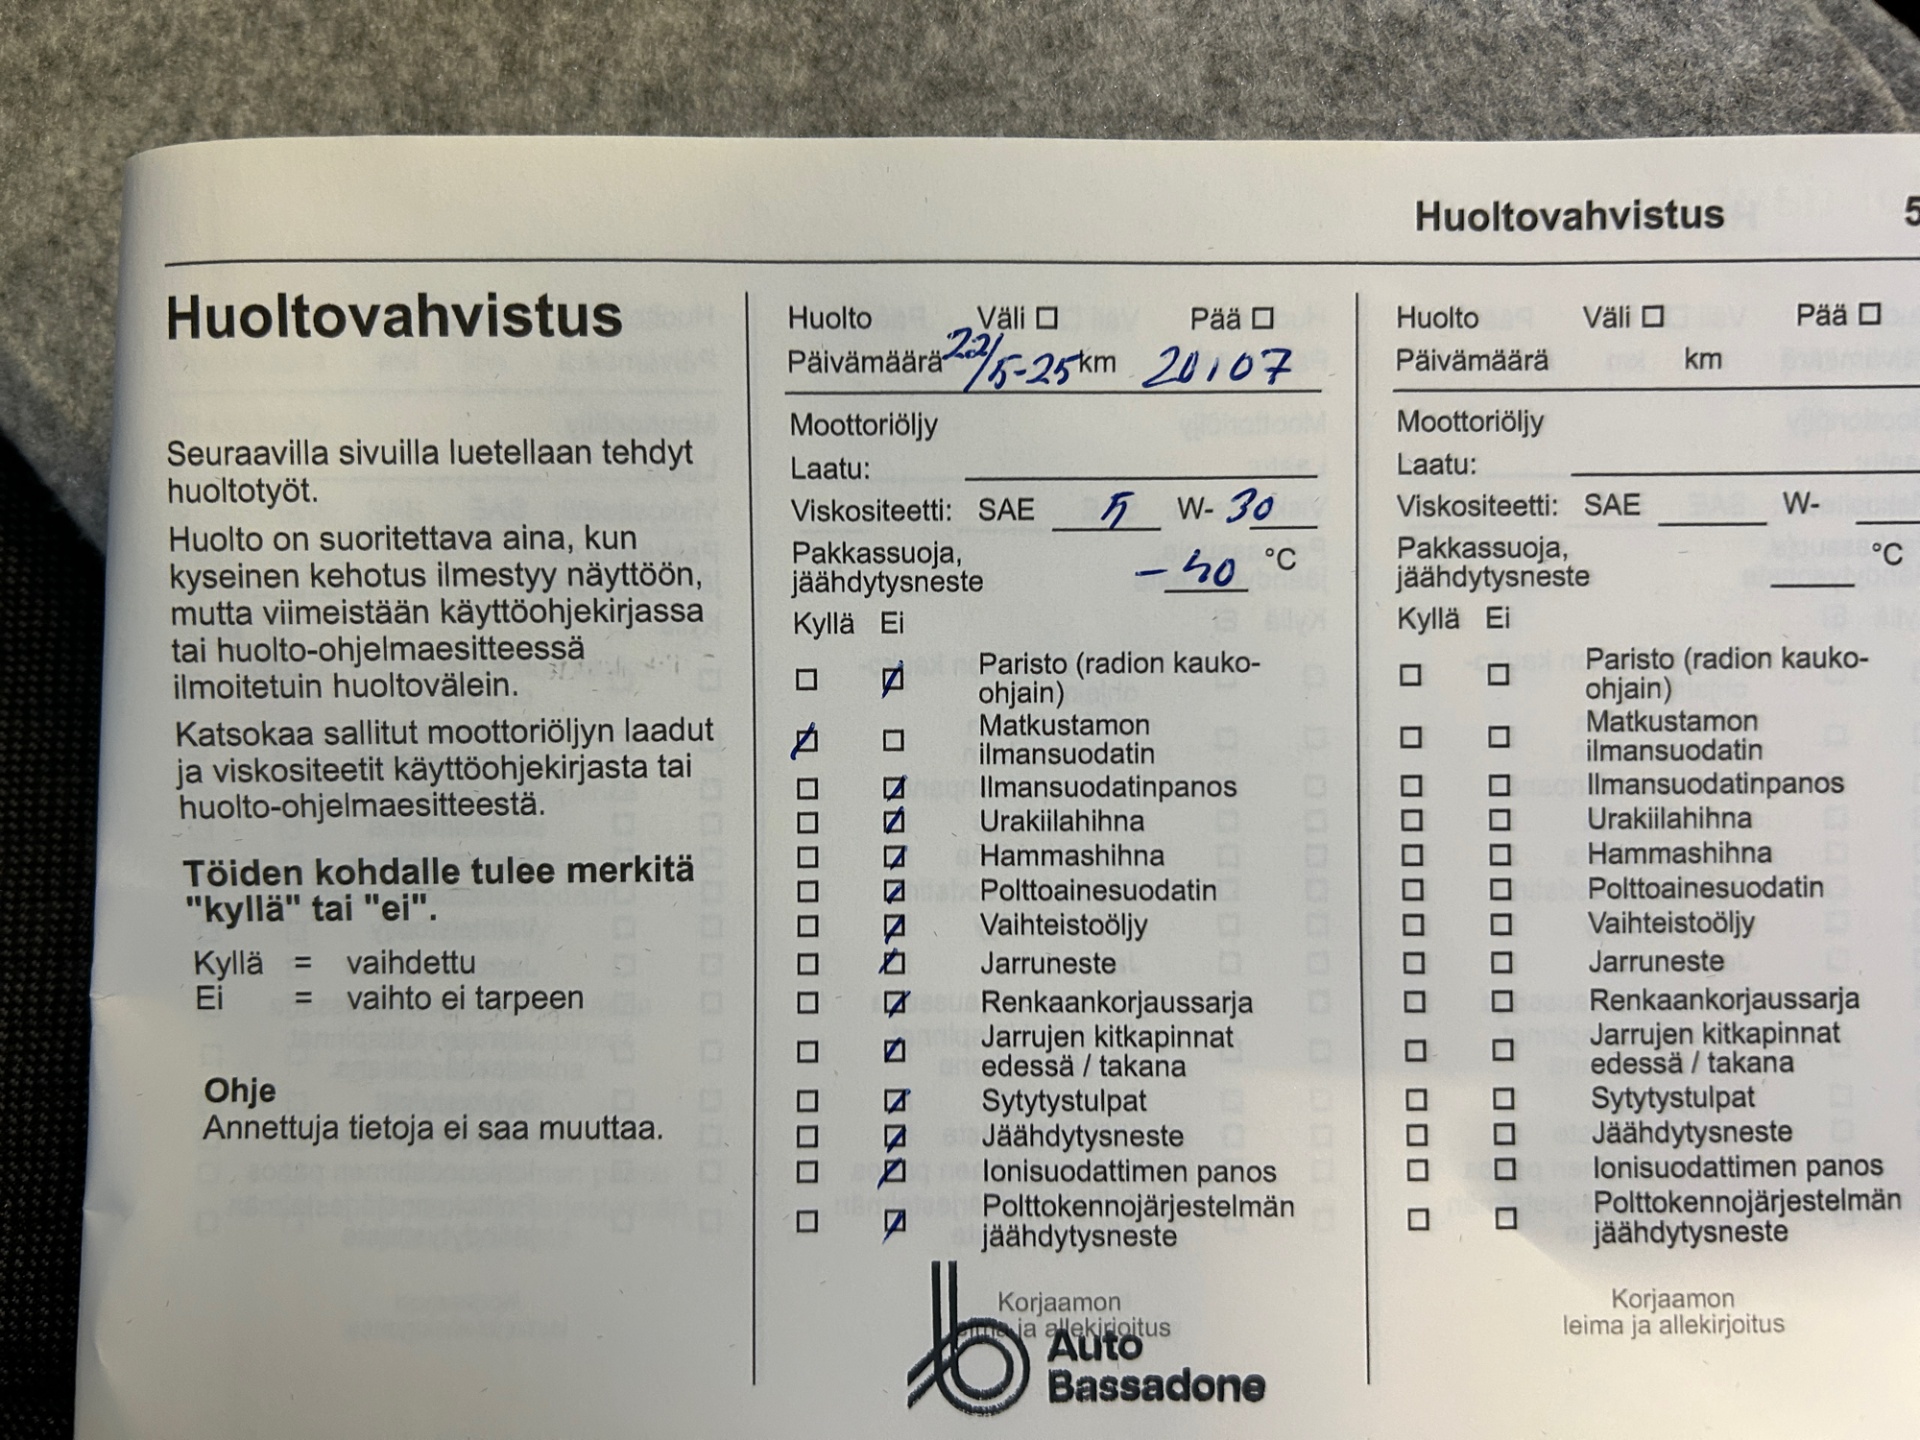 Huoltovahvistus 5
Huoltovahvistus
Seuraavilla sivuilla luetellaan tehdyt
huoltotyöt.
Huolto on suoritettava aina, kun
kyseinen kehotus ilmestyy näyttöön,
mutta viimeistään käyttöohjekirjassa
tai huolto-ohjelmaesitteessä
ilmoitetuin huoltovälein.
Katsokaa sallitut moottoriöljyn laadut
ja viskositeetit käyttöohjekirjasta tai
huolto-ohjelmaesitteestä.
Töiden kohdalle tulee merkitä
"kyllä" tai "ei".
Kyllä = vaihdettu
Ei = vaihto ei tarpeen
Ohje
Annettuja tietoja ei saa muuttaa.
Huolto Väli Pää
Päivämäärä 22/5-25 km 20107
Moottoriöljy
Laatu:
Viskositeetti: SAE 5 W- 30
Pakkassuoja,
jäähdytysneste -40 °C
Kyllä Ei
Paristo (radion kauko-
ohjain)
Matkustamon
ilmansuodatin
Ilmansuodatinpanos
Urakiilahihna
Hammashihna
Polttoainesuodatin
Vaihteistoöljy
Jarruneste
Renkaankorjaussarja
Jarrujen kitkapinnat
edessä / takana
Sytytystulpat
Jäähdytysneste
Ionisuodattimen panos
Polttokennojärjestelmän
jäähdytysneste
Korjaamon
leima ja allekirjoitus
Auto
Bassadone
Huolto Väli Pää
Päivämäärä km
Moottoriöljy
Laatu:
Viskositeetti: SAE W-
Pakkassuoja,
jäähdytysneste °C
Kyllä Ei
Paristo (radion kauko-
ohjain)
Matkustamon
ilmansuodatin
Ilmansuodatinpanos
Urakiilahihna
Hammashihna
Polttoainesuodatin
Vaihteistoöljy
Jarruneste
Renkaankorjaussarja
Jarrujen kitkapinnat
edessä / takana
Sytytystulpat
Jäähdytysneste
Ionisuodattimen panos
Polttokennojärjestelmän
jäähdytysneste
Korjaamon
leima ja allekirjoitus